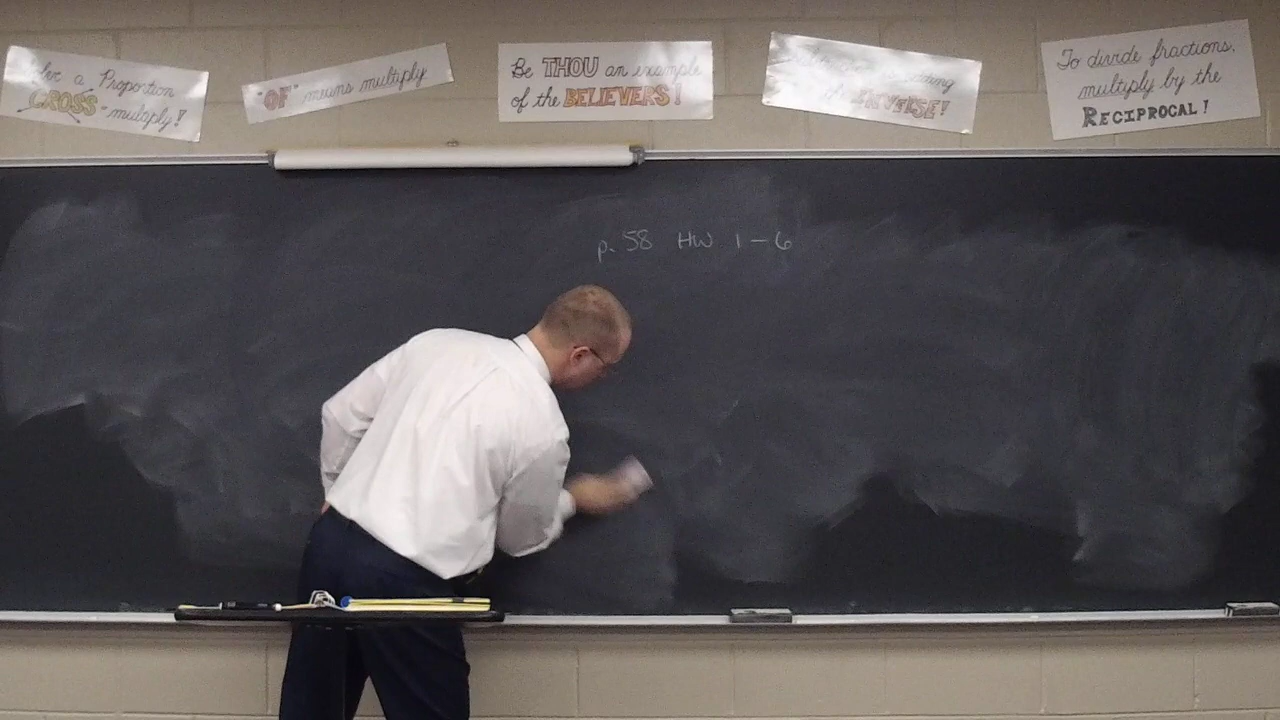 a Proportion
"CROSS" multiply!
"OF" means multiply
Be THOU an example
of the BELIEVERS!
INVERSE!
To divide fractions,
multiply by the
RECIPROCAL!
p. 58 HW 1-6